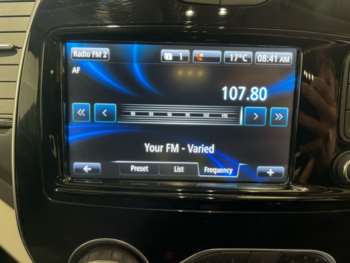 Radio FM 2 1 17°C 08:41 AM
AF
107.80
Your FM - Varied
Preset List Frequency